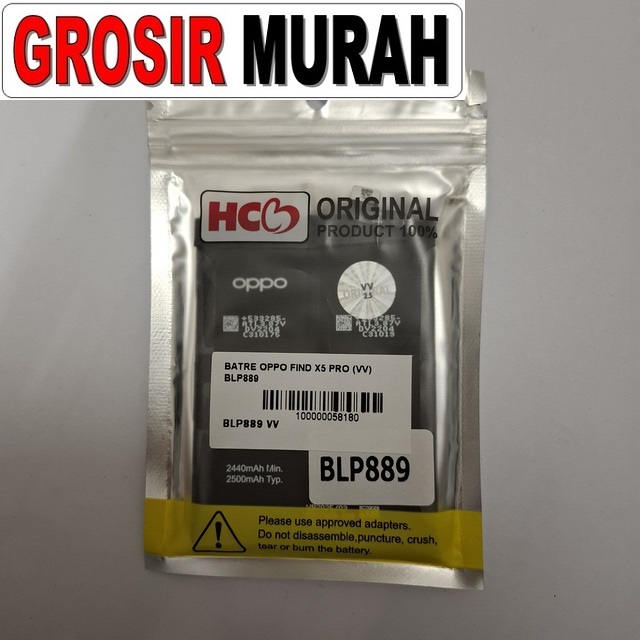 GROSIR MURAH
HCB ORIGINAL
PRODUCT 100%
oppo
VV
BATRE OPPO FIND X5 PRO (VV)
BLP889
100000058180
BLP889 VV
BLP889
2440mAh Min.
2500mAh Typ.
Please use approved adapters.
Do not disassemble,puncture, crush,
tear or burn the battery.